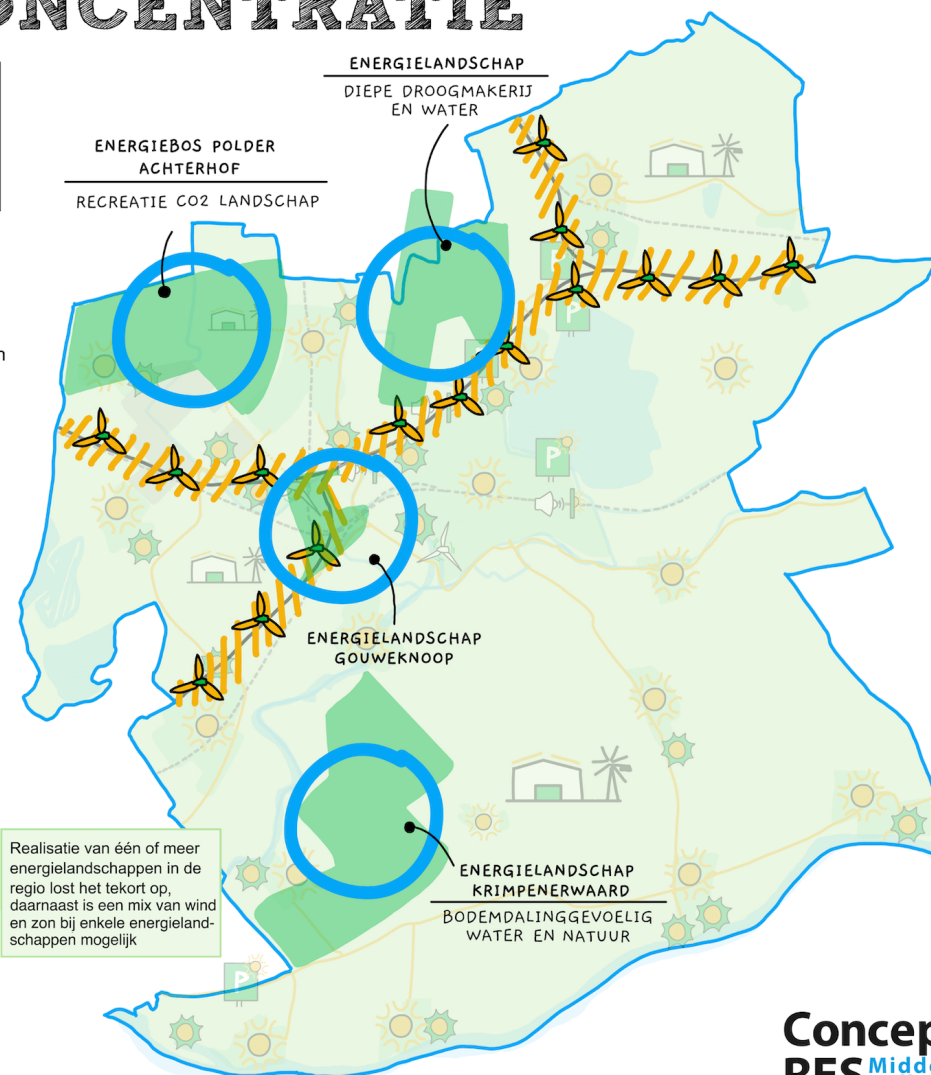 ONCENTRATIE
ENERGIELANDSCHAP
DIEPE DROOGMAKERIJ
EN WATER
ENERGIEBOS POLDER
ACHTERHOF
RECREATIE CO2 LANDSCHAP
n
P
P
ENERGIELANDSCHAP
GOUWEKNOOP
Realisatie van één of meer
energielandschappen in de
regio lost het tekort op,
daarnaast is een mix van wind
en zon bij enkele energieland-
schappen mogelijk
ENERGIELANDSCHAP
KRIMPENERWAARD
BODEMDALINGGEVOELIG
WATER EN NATUUR
P
Concep
RES Midde